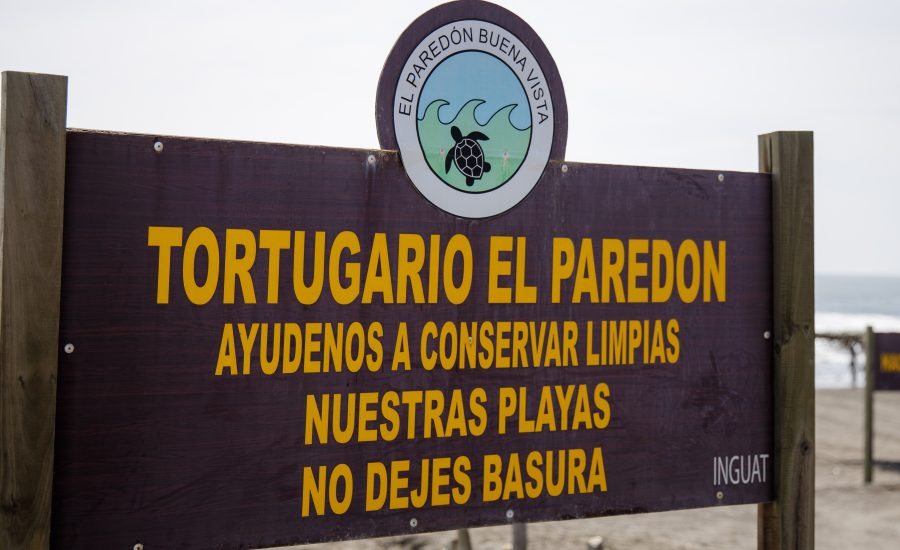 EL PAREDÓN BUENA VISTA
TORTUGARIO EL PAREDON
AYUDENOS A CONSERVAR LIMPIAS
NUESTRAS PLAYAS
NO DEJES BASURA
INGUAT